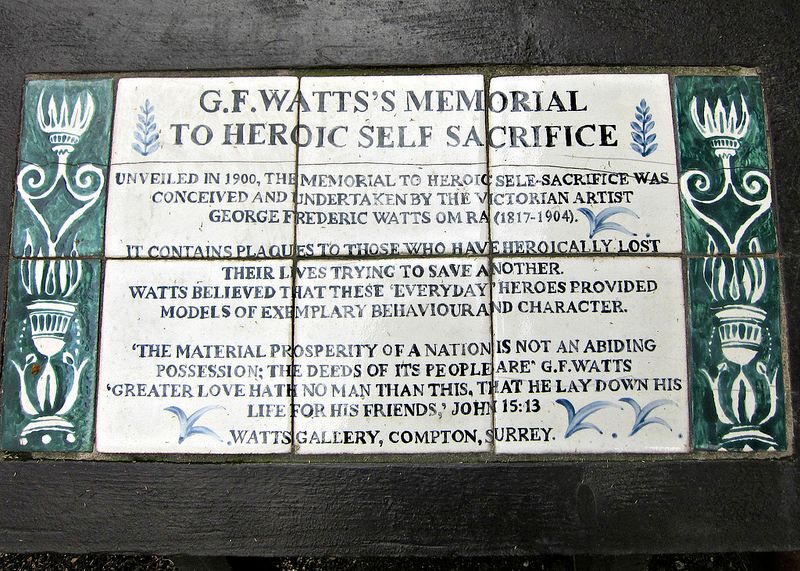 G.F.WATTS'S MEMORIAL
TO HEROIC SELF SACRIFICE
UNVEILED IN 1900, THE MEMORIAL TO HEROIC SELF-SACRIFICE WAS
CONCEIVED AND UNDERTAKEN BY THE VICTORIAN ARTIST
GEORGE FREDERIC WATTS OM RA (1817-1904).
IT CONTAINS PLAQUES TO THOSE WHO HAVE HEROICALLY LOST
THEIR LIVES TRYING TO SAVE ANOTHER.
WATTS BELIEVED THAT THESE 'EVERYDAY' HEROES PROVIDED
MODELS OF EXEMPLARY BEHAVIOUR AND CHARACTER.
'THE MATERIAL PROSPERITY OF A NATION IS NOT AN ABIDING
POSSESSION; THE DEEDS OF ITS PEOPLE ARE' G.F.WATTS
'GREATER LOVE HATH NO MAN THAN THIS, THAT HE LAY DOWN HIS
LIFE FOR HIS FRIENDS.' JOHN 15:13
WATTS GALLERY, COMPTON, SURREY.